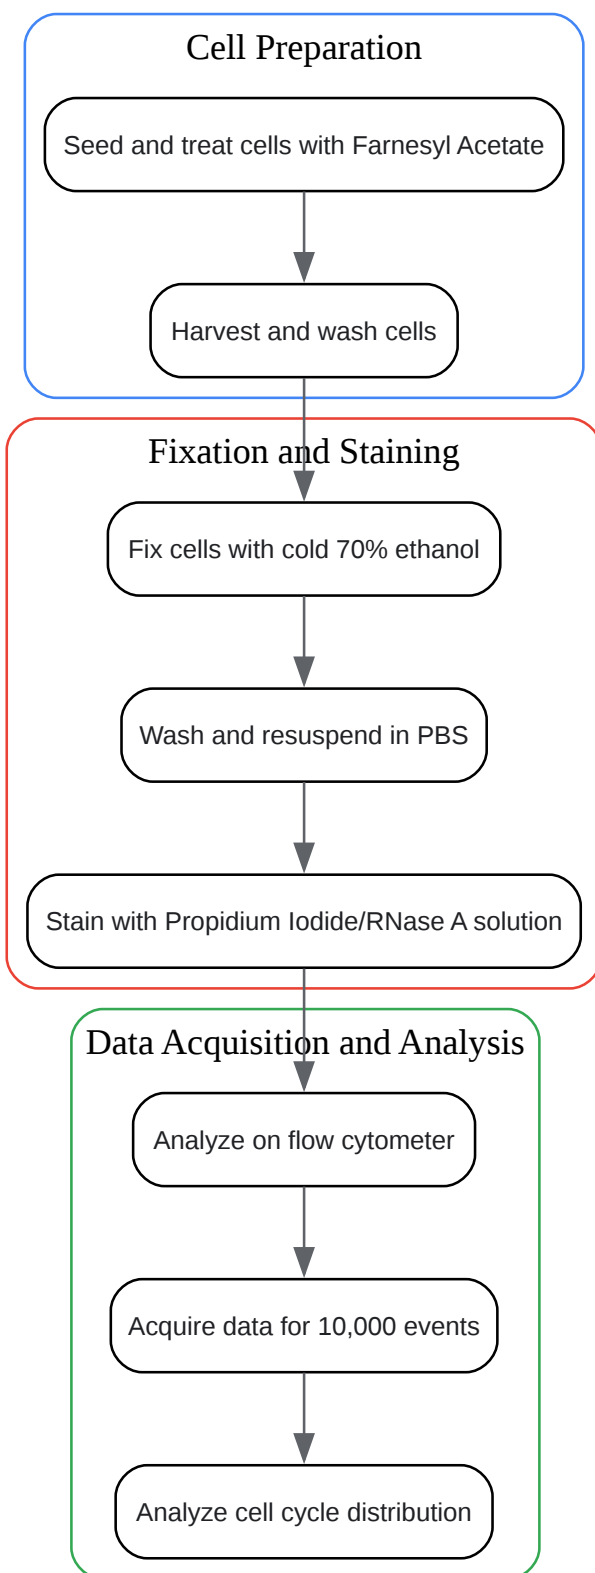 Cell Preparation
Seed and treat cells with Farnesyl Acetate
Harvest and wash cells
Fixation and Staining
Fix cells with cold 70% ethanol
Wash and resuspend in PBS
Stain with Propidium Iodide/RNase A solution
Data Acquisition and Analysis
Analyze on flow cytometer
Acquire data for 10,000 events
Analyze cell cycle distribution